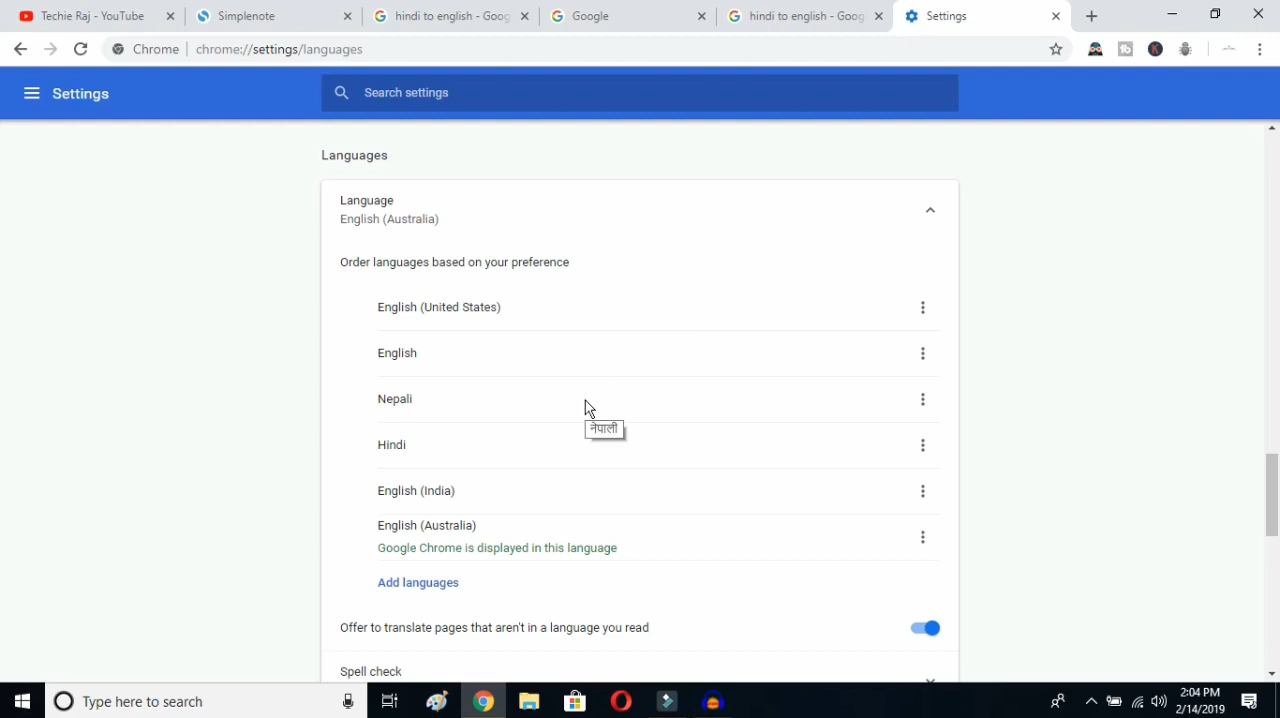 Techie Raj - YouTube
Simplenote
hindi to english - Goog
Google
hindi to english - Goog
Settings
Chrome chrome://settings/languages
Settings
Search settings
Languages
Language
English (Australia)
Order languages based on your preference
English (United States)
English
Nepali
नेपाली
Hindi
English (India)
English (Australia)
Google Chrome is displayed in this language
Add languages
Offer to translate pages that aren't in a language you read
Spell check
Type here to search
2:04 PM
2/14/2019